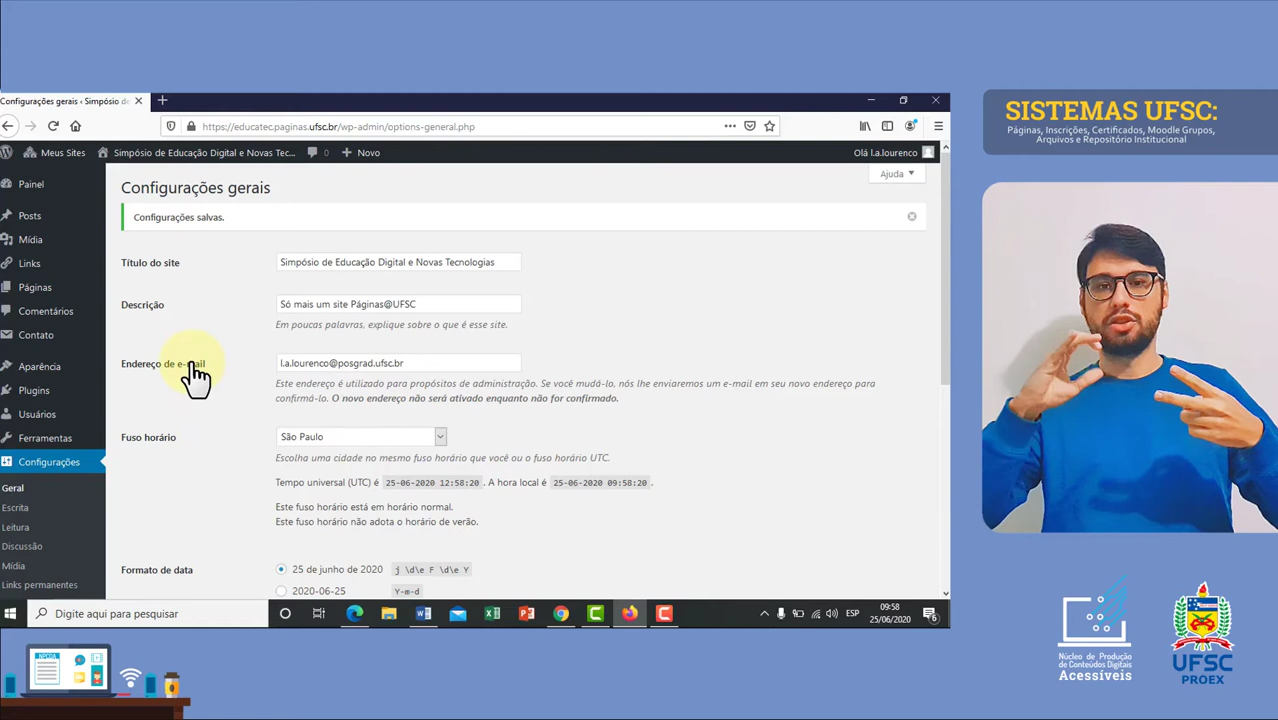 Configurações gerais ‹ Simpósio de
https://educatec.paginas.ufsc.br/wp-admin/options-general.php
Meus Sites
Simpósio de Educação Digital e Novas Tec...
0
Novo
Olá l.a.lourenco
Ajuda
Painel
Posts
Mídia
Links
Páginas
Comentários
Contato
Aparência
Plugins
Usuários
Ferramentas
Configurações
Geral
Escrita
Leitura
Discussão
Mídia
Links permanentes
Configurações gerais
Configurações salvas.
Título do site
Simpósio de Educação Digital e Novas Tecnologias
Descrição
Só mais um site Páginas@UFSC
Em poucas palavras, explique sobre o que é esse site.
Endereço de e-mail
l.a.lourenco@posgrad.ufsc.br
Este endereço é utilizado para propósitos de administração. Se você mudá-lo, nós lhe enviaremos um e-mail em seu novo endereço para
confirmá-lo. O novo endereço não será ativado enquanto não for confirmado.
Fuso horário
São Paulo
Escolha uma cidade no mesmo fuso horário que você ou o fuso horário UTC.
Tempo universal (UTC) é 25-06-2020 12:58:20. A hora local é 25-06-2020 09:58:20.
Este fuso horário está em horário normal.
Este fuso horário não adota o horário de verão.
Formato de data
25 de junho de 2020 j \d\e F \d\e Y
2020-06-25 Y-m-d
Digite aqui para pesquisar
ESP
09:58
25/06/2020
6
SISTEMAS UFSC:
Páginas, Inscrições, Certificados, Moodle Grupos,
Arquivos e Repositório Institucional
Núcleo de Produção
de Conteúdos Digitais
Acessíveis
UFSC
PROEX